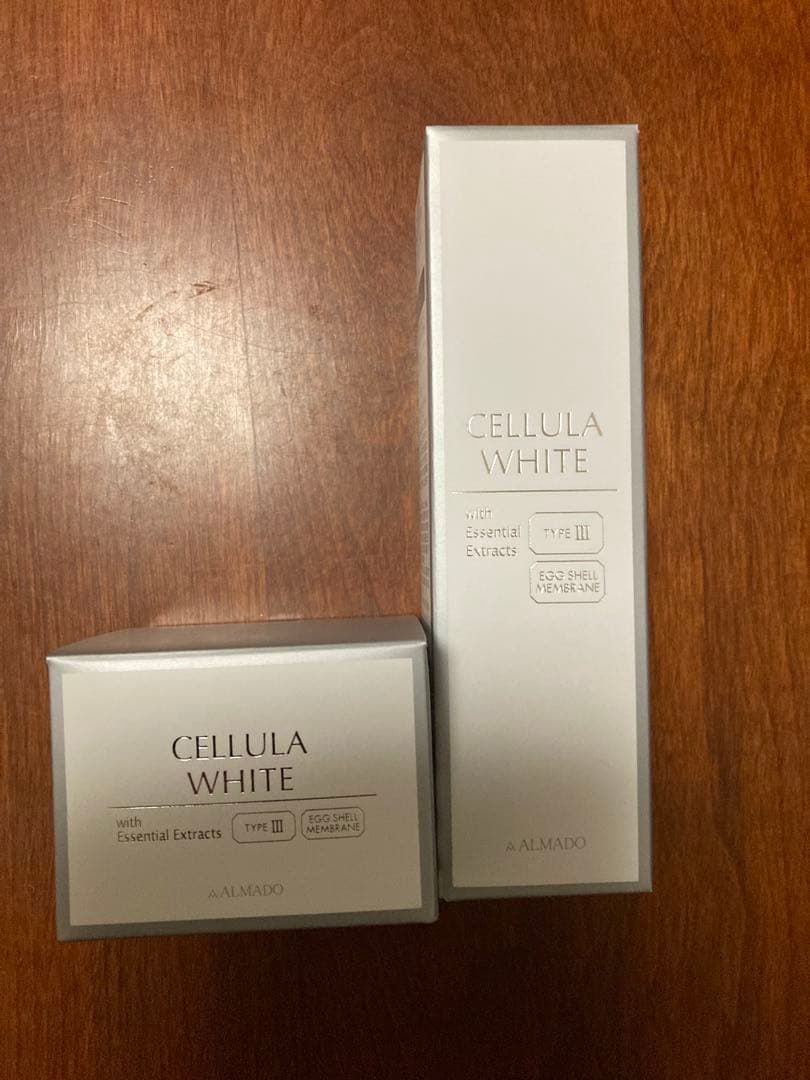 CELLULA
WHITE
with
Essential
Extracts
TYPE III
EGG SHELL
MEMBRANE
ALMADO
CELLULA
WHITE
with
Essential Extracts
TYPE III
EGG SHELL
MEMBRANE
ALMADO